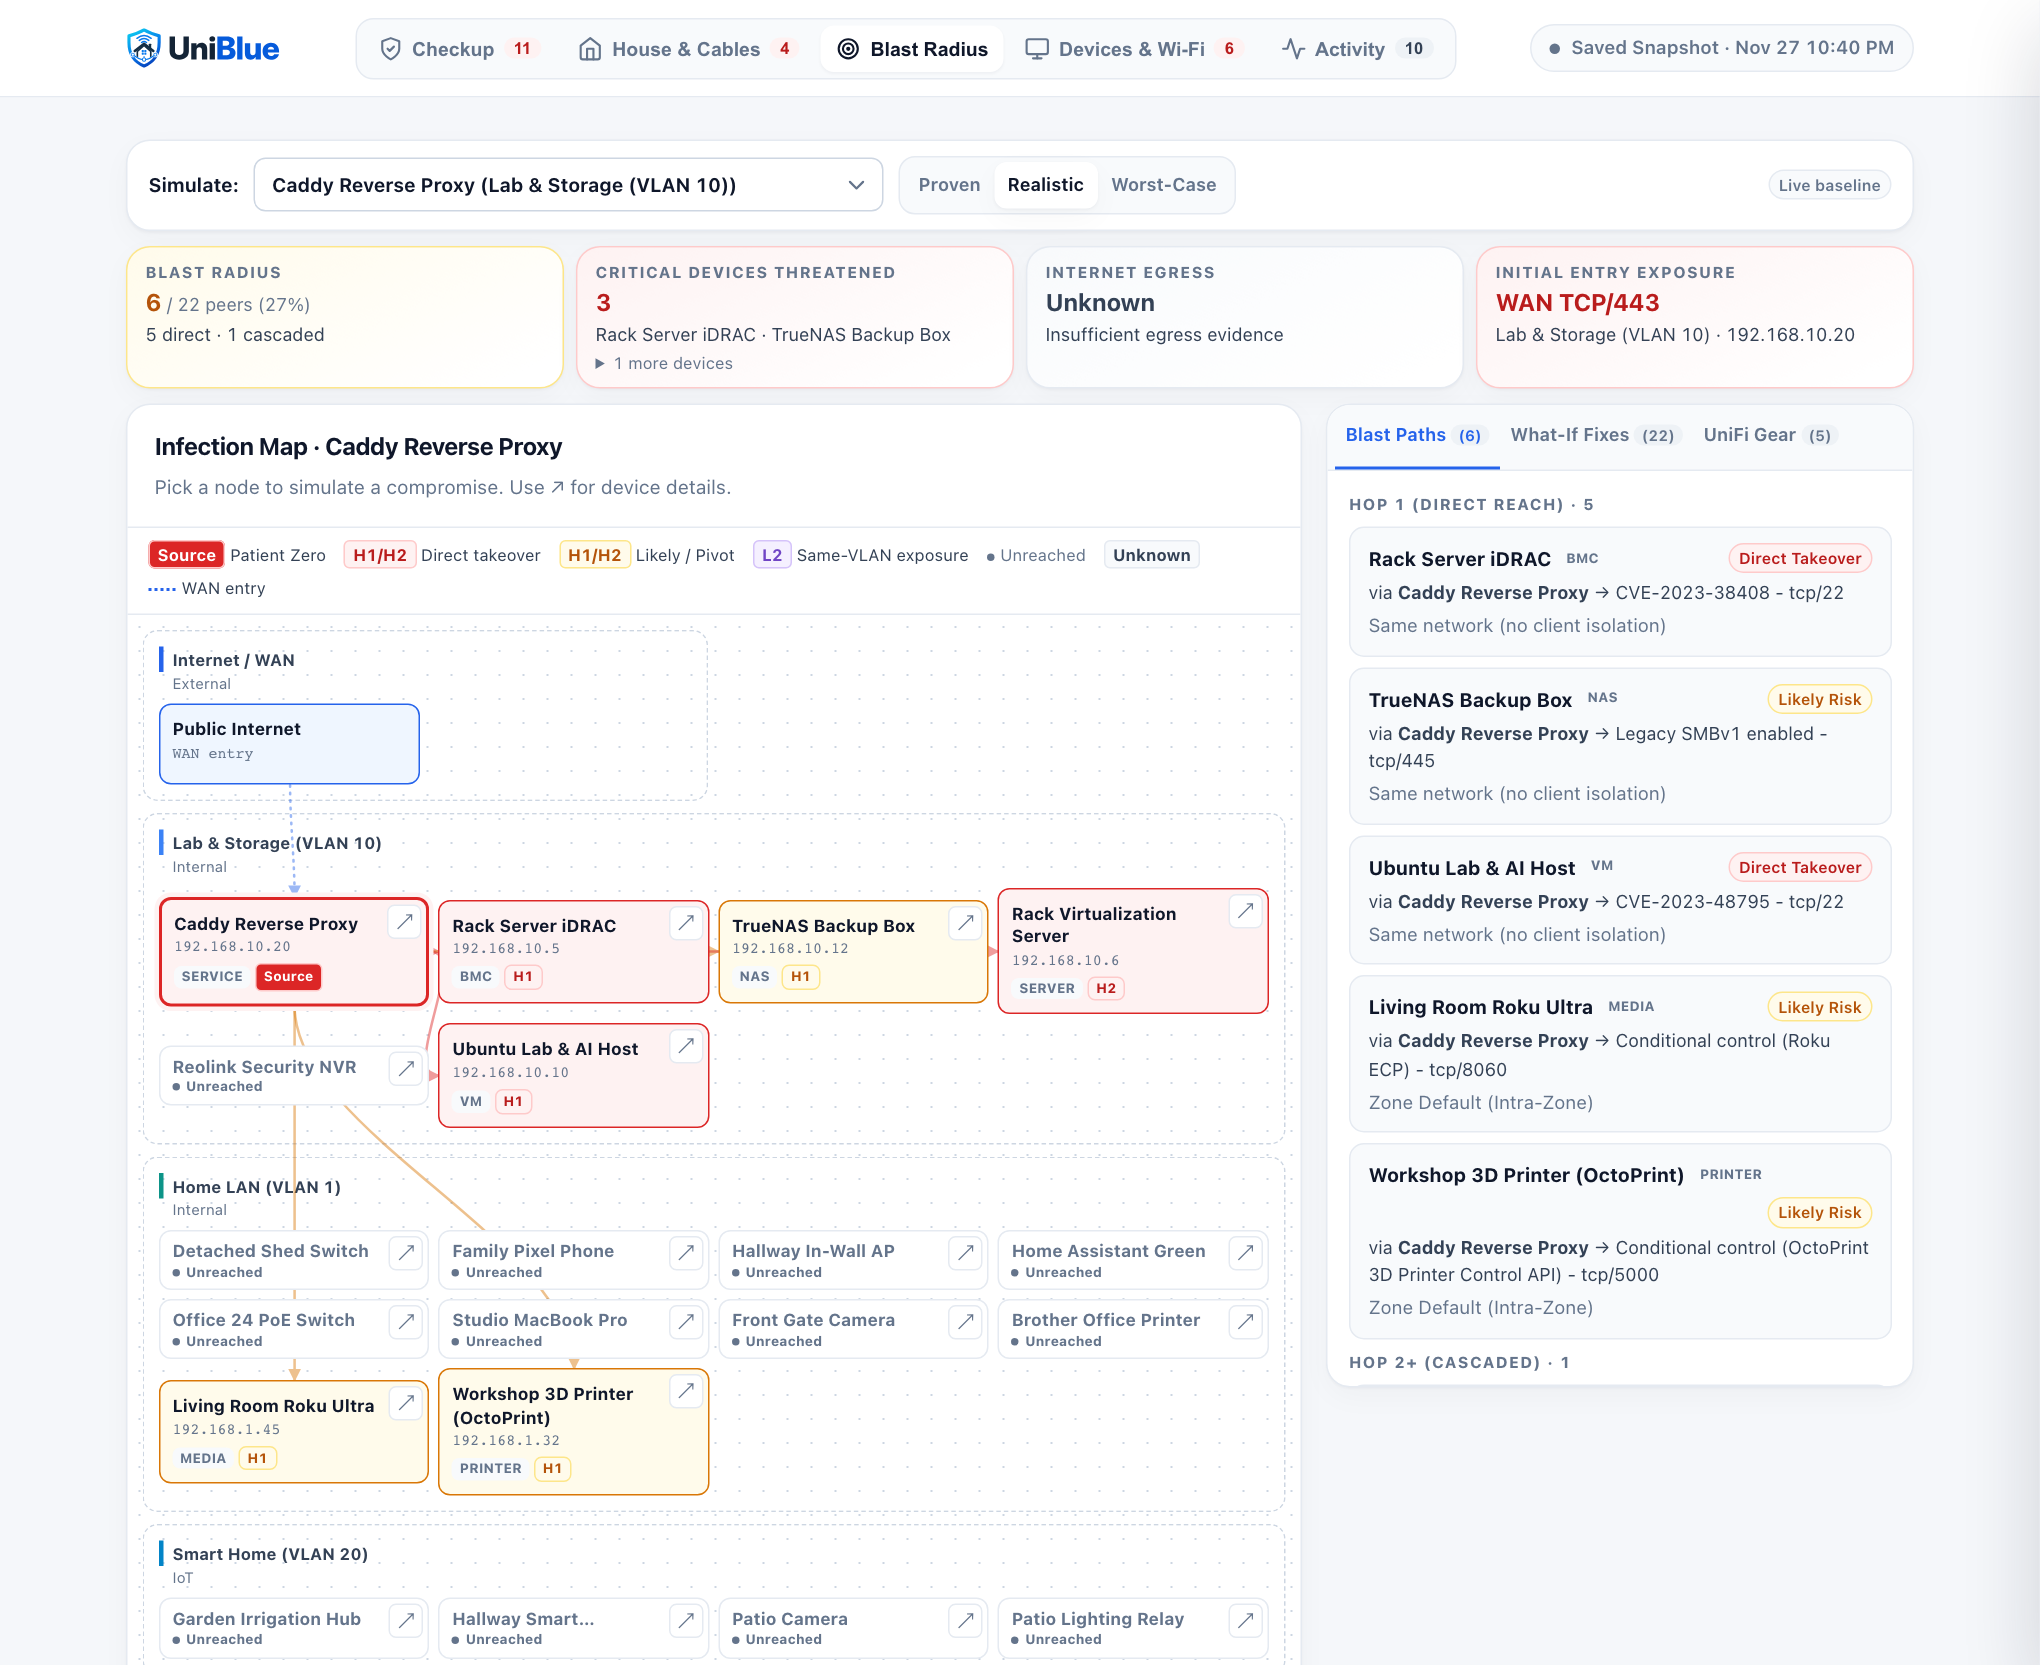 UniBlue
Checkup 11
House & Cables 4
Blast Radius
Devices & Wi-Fi 6
Activity 10
Saved Snapshot · Nov 27 10:40 PM
Simulate:
Caddy Reverse Proxy (Lab & Storage (VLAN 10))
Proven
Realistic
Worst-Case
Live baseline
BLAST RADIUS
6 / 22 peers (27%)
5 direct · 1 cascaded
CRITICAL DEVICES THREATENED
3
Rack Server iDRAC · TrueNAS Backup Box
▶ 1 more devices
INTERNET EGRESS
Unknown
Insufficient egress evidence
INITIAL ENTRY EXPOSURE
WAN TCP/443
Lab & Storage (VLAN 10) · 192.168.10.20
Infection Map · Caddy Reverse Proxy
Pick a node to simulate a compromise. Use ↗ for device details.
Source Patient Zero H1/H2 Direct takeover H1/H2 Likely / Pivot L2 Same-VLAN exposure ● Unreached Unknown
WAN entry
Internet / WAN
External
Public Internet
WAN entry
Lab & Storage (VLAN 10)
Internal
Caddy Reverse Proxy
192.168.10.20
SERVICE Source
Rack Server iDRAC
192.168.10.5
BMC H1
TrueNAS Backup Box
192.168.10.12
NAS H1
Rack Virtualization
Server
192.168.10.6
SERVER H2
Reolink Security NVR
● Unreached
Ubuntu Lab & AI Host
192.168.10.10
VM H1
Home LAN (VLAN 1)
Internal
Detached Shed Switch
● Unreached
Family Pixel Phone
● Unreached
Hallway In-Wall AP
● Unreached
Home Assistant Green
● Unreached
Office 24 PoE Switch
● Unreached
Studio MacBook Pro
● Unreached
Front Gate Camera
● Unreached
Brother Office Printer
● Unreached
Living Room Roku Ultra
192.168.1.45
MEDIA H1
Workshop 3D Printer
(OctoPrint)
192.168.1.32
PRINTER H1
Smart Home (VLAN 20)
IoT
Garden Irrigation Hub
● Unreached
Hallway Smart...
● Unreached
Patio Camera
● Unreached
Patio Lighting Relay
● Unreached
Blast Paths (6)
What-If Fixes (22)
UniFi Gear (5)
HOP 1 (DIRECT REACH) · 5
Rack Server iDRAC BMC Direct Takeover
via Caddy Reverse Proxy → CVE-2023-38408 - tcp/22
Same network (no client isolation)
TrueNAS Backup Box NAS Likely Risk
via Caddy Reverse Proxy → Legacy SMBv1 enabled -
tcp/445
Same network (no client isolation)
Ubuntu Lab & AI Host VM Direct Takeover
via Caddy Reverse Proxy → CVE-2023-48795 - tcp/22
Same network (no client isolation)
Living Room Roku Ultra MEDIA Likely Risk
via Caddy Reverse Proxy → Conditional control (Roku
ECP) - tcp/8060
Zone Default (Intra-Zone)
Workshop 3D Printer (OctoPrint) PRINTER
Likely Risk
via Caddy Reverse Proxy → Conditional control (OctoPrint
3D Printer Control API) - tcp/5000
Zone Default (Intra-Zone)
HOP 2+ (CASCADED) · 1